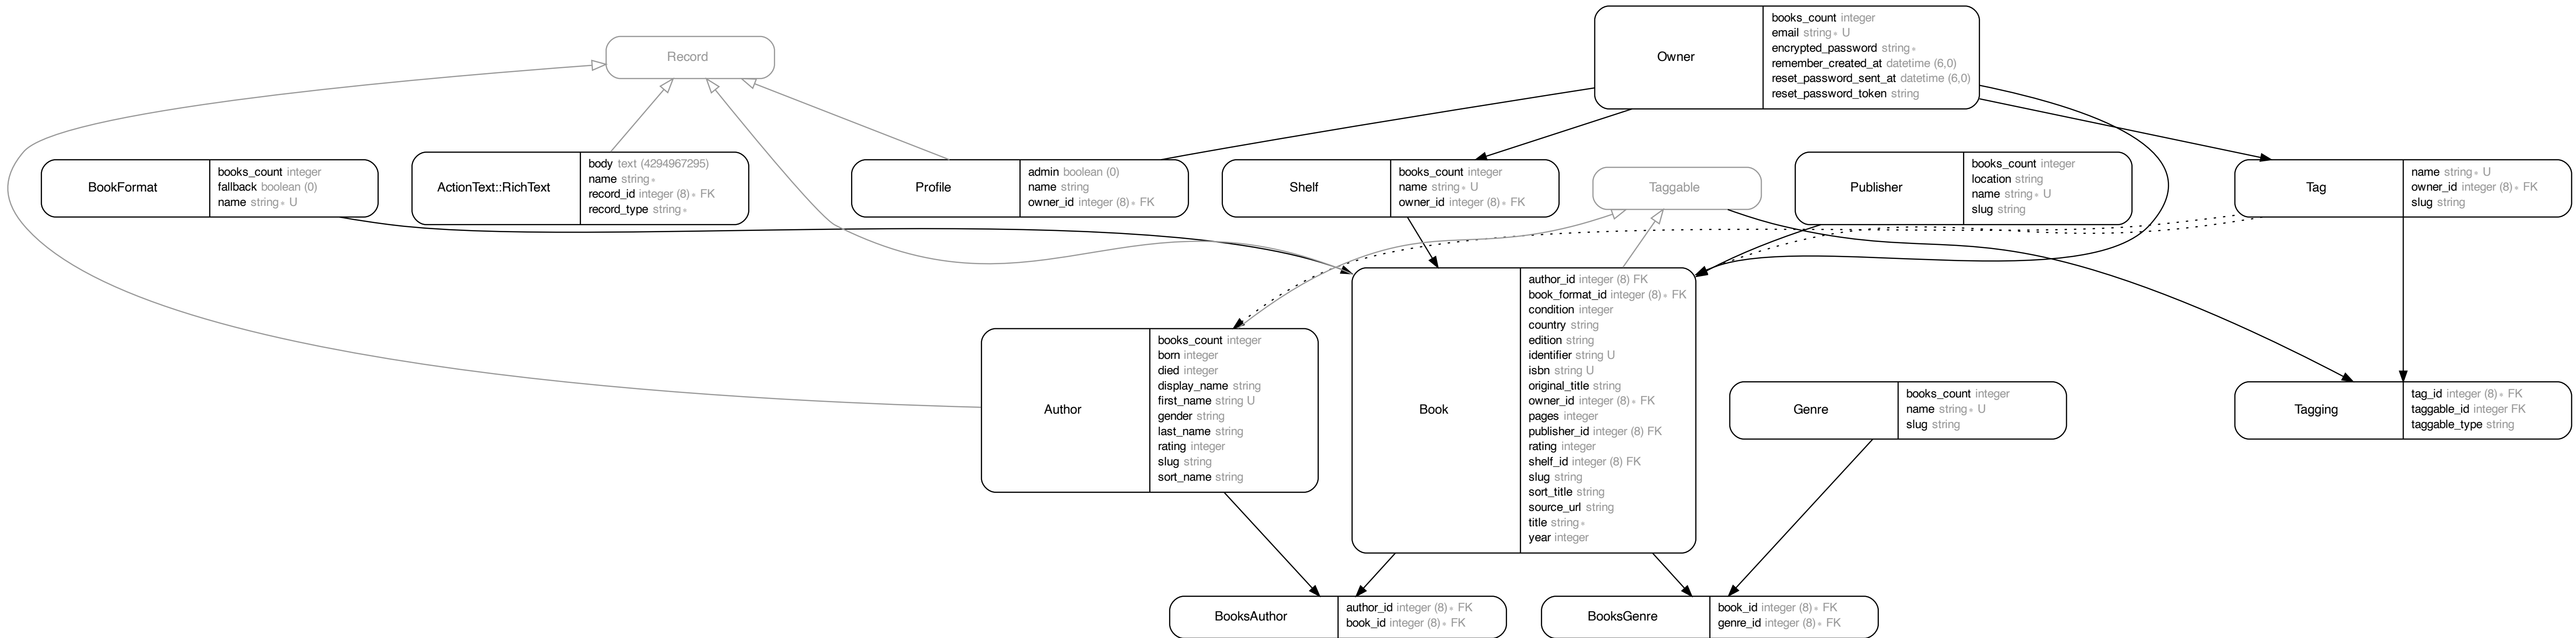 Record
Owner
books_count integer
email string * U
encrypted_password string *
remember_created_at datetime (6,0)
reset_password_sent_at datetime (6,0)
reset_password_token string
BookFormat
books_count integer
fallback boolean (0)
name string * U
ActionText::RichText
body text (4294967295)
name string *
record_id integer (8) * FK
record_type string *
Profile
admin boolean (0)
name string
owner_id integer (8) * FK
Shelf
books_count integer
name string * U
owner_id integer (8) * FK
Taggable
Publisher
books_count integer
location string
name string * U
slug string
Tag
name string * U
owner_id integer (8) * FK
slug string
Author
books_count integer
born integer
died integer
display_name string
first_name string U
gender string
last_name string
rating integer
slug string
sort_name string
Book
author_id integer (8) FK
book_format_id integer (8) * FK
condition integer
country string
edition string
identifier string U
isbn string U
original_title string
owner_id integer (8) * FK
pages integer
publisher_id integer (8) FK
rating integer
shelf_id integer (8) FK
slug string
sort_title string
source_url string
title string *
year integer
Genre
books_count integer
name string * U
slug string
Tagging
tag_id integer (8) * FK
taggable_id integer FK
taggable_type string
BooksAuthor
author_id integer (8) * FK
book_id integer (8) * FK
BooksGenre
book_id integer (8) * FK
genre_id integer (8) * FK